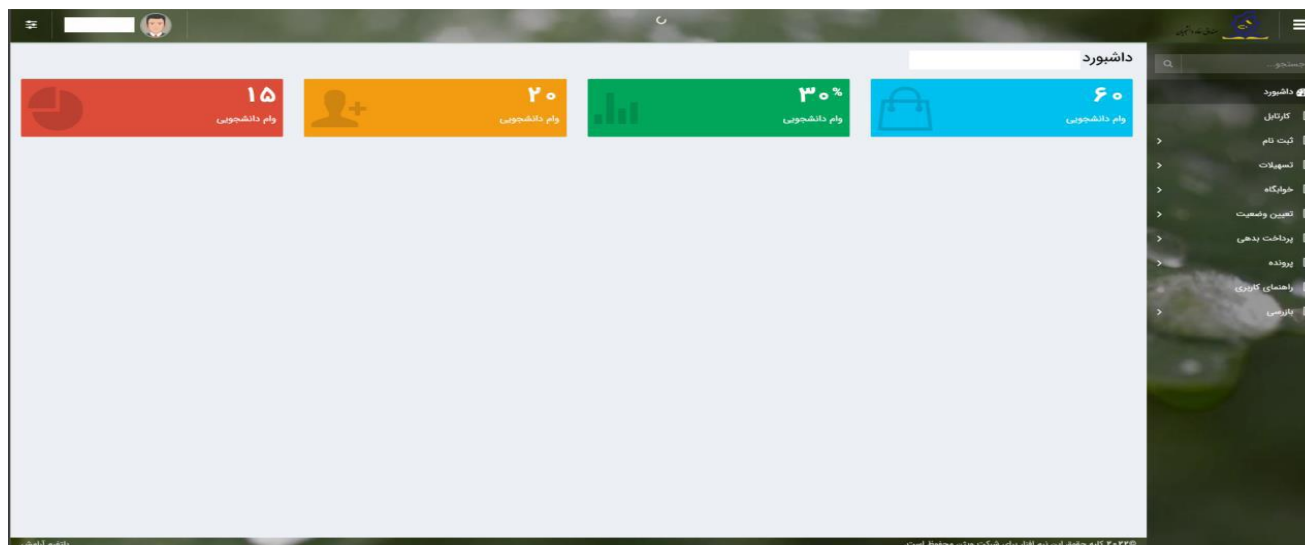 داشبورد
۶۰
وام دانشجویی
۳۰%
وام دانشجویی
۲۰
وام دانشجویی
۱۵
وام دانشجویی
جستجو...
داشبورد
کارتابل
ثبت نام
تسهیلات
خوابگاه
تعیین وضعیت
پرداخت بدهی
پرونده
راهنمای کاربری
بازرسی